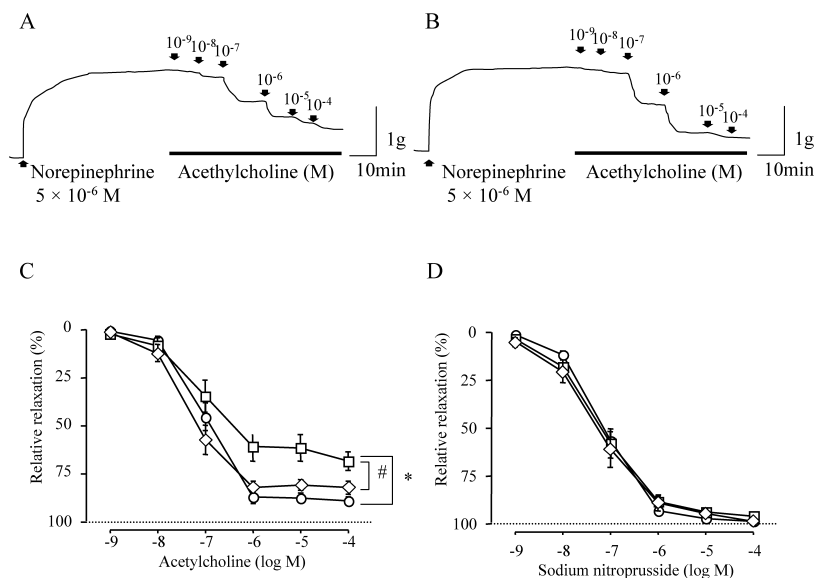 A
10-9
10-8
10-7
10-6
10-5
10-4
1g
10min
Norepinephrine
5 × 10-6 M
Acethylcholine (M)
B
10-9
10-8
10-7
10-6
10-5
10-4
1g
10min
Norepinephrine
5 × 10-6 M
Acethylcholine (M)
C
Relative relaxation (%)
0
25
50
75
100
#
*
-9 -8 -7 -6 -5 -4
Acetylcholine (log M)
D
Relative relaxation (%)
0
25
50
75
100
-9 -8 -7 -6 -5 -4
Sodium nitroprusside (log M)